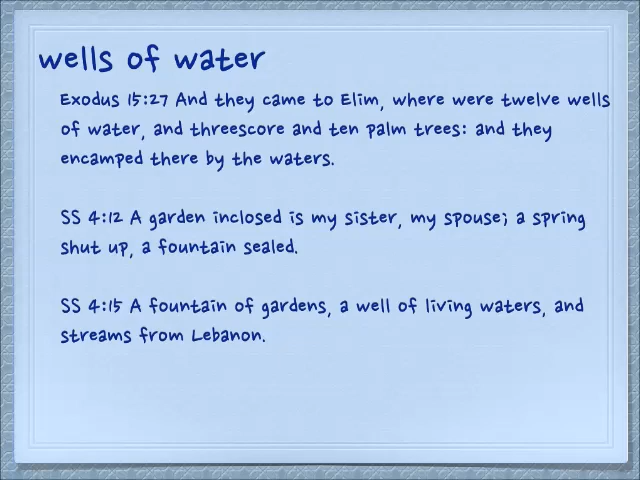 wells of water
Exodus 15:27 And they came to Elim, where were twelve wells
of water, and threescore and ten palm trees: and they
encamped there by the waters.
SS 4:12 A garden inclosed is my sister, my spouse; a spring
shut up, a fountain sealed.
SS 4:15 A fountain of gardens, a well of living waters, and
streams from Lebanon.